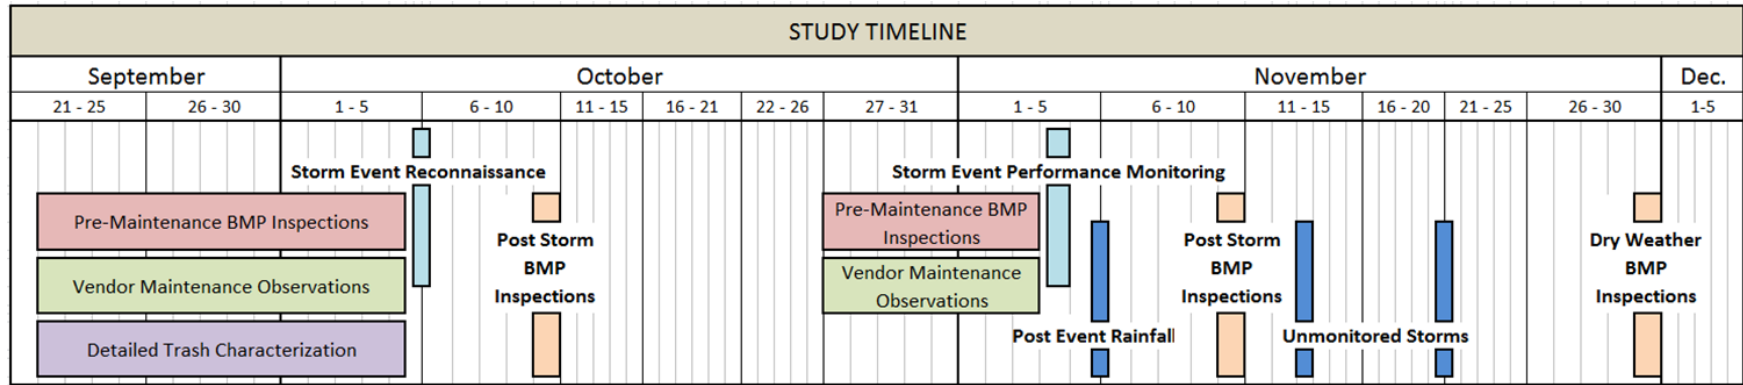 STUDY TIMELINE
September October November Dec.
21 - 25 26 - 30 1 - 5 6 - 10 11 - 15 16 - 21 22 - 26 27 - 31 1 - 5 6 - 10 11 - 15 16 - 20 21 - 25 26 - 30 1-5
Storm Event Reconnaissance
Storm Event Performance Monitoring
Pre-Maintenance BMP Inspections
Vendor Maintenance Observations
Detailed Trash Characterization
Post Storm
BMP
Inspections
Pre-Maintenance BMP
Inspections
Vendor Maintenance
Observations
Post Event Rainfall
Post Storm
BMP
Inspections
Unmonitored Storms
Dry Weather
BMP
Inspections